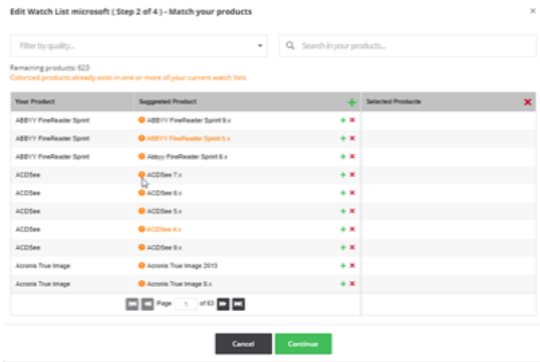 Edit Watch List microsoft ( Step 2 of 4 ) - Match your products ×
Filter by quality... Search in your products...
Remaining products: 623
Colorized products already exist in one or more of your current watch lists
Your Product Suggested Product + Selected Products ×
ABBYY FineReader Sprint ABBYY FineReader Sprint 9.x + ×
ABBYY FineReader Sprint ABBYY FineReader Sprint 5.x + ×
ABBYY FineReader Sprint Abbyy FineReader Sprint 6.x + ×
ACDSee ACDSee 7.x + ×
ACDSee ACDSee 6.x + ×
ACDSee ACDSee 5.x + ×
ACDSee ACDSee 4.x + ×
ACDSee ACDSee 9.x + ×
Acronis True Image Acronis True Image 2013 + ×
Acronis True Image Acronis True Image 8.x + ×
Page 1 of 63
Cancel Continue